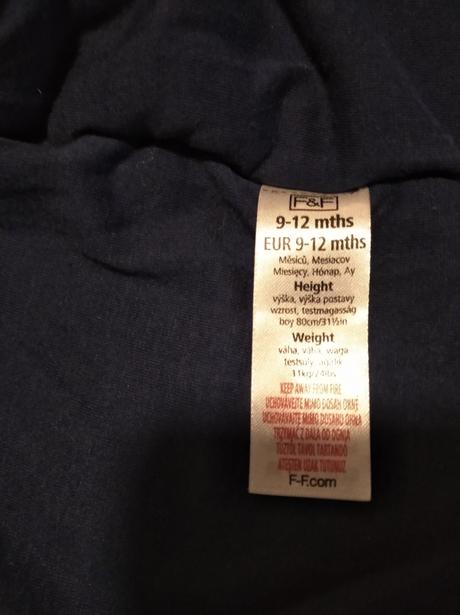 F&F
9-12 mths
EUR 9-12 mths
Měsíců, Mesiacov
Miesięcy, Hónap, Ay
Height
výška, výška postavy
wzrost, testmagasság
boy 80cm/31½in
Weight
váha, váha, waga
testsúly, ağırlık
11kg/24lbs
KEEP AWAY FROM FIRE
UCHOVÁVEJTE MIMO DOSAH OHNĚ
UCHOVÁVAJTE MIMO DOSAHU OHŇA
TRZYMAĆ Z DALA OD OGNIA
TŰZTŐL TÁVOL TARTANDÓ
ATEŞTEN UZAK TUTUNUZ
F-F.com